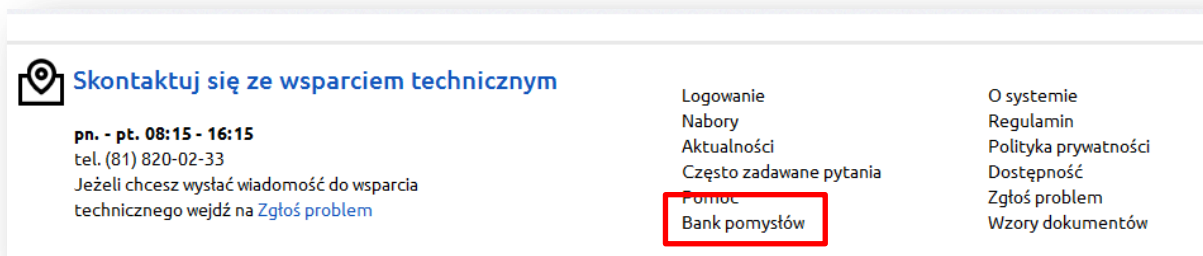 Skontaktuj się ze wsparciem technicznym
pn. - pt. 08:15 - 16:15
tel. (81) 820-02-33
Jeżeli chcesz wysłać wiadomość do wsparcia
technicznego wejdź na Zgłoś problem
Logowanie
Nabory
Aktualności
Często zadawane pytania
Pomoc
Bank pomysłów
O systemie
Regulamin
Polityka prywatności
Dostępność
Zgłoś problem
Wzory dokumentów